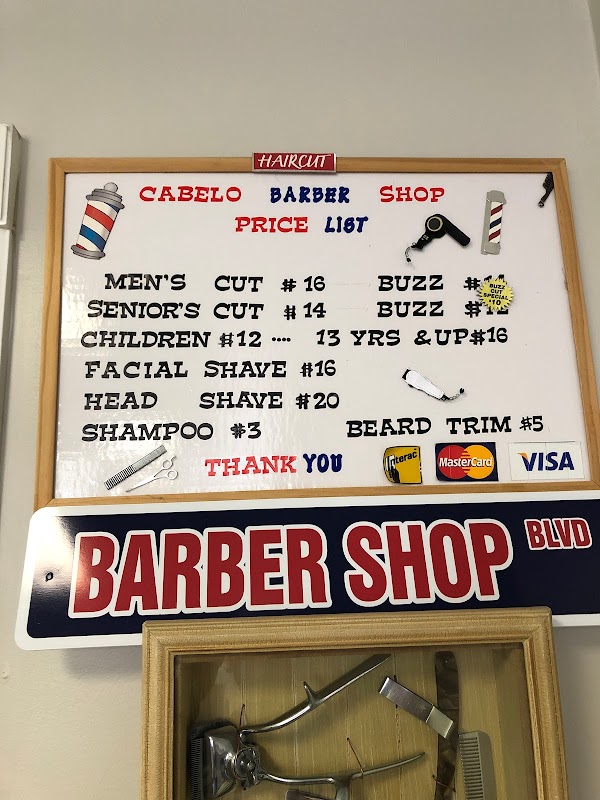 HAIRCUT
CABELO BARBER SHOP
PRICE LIST
MEN'S CUT #16 BUZZ
SENIOR'S CUT #14 BUZZ
BUZZ
CUT
SPECIAL
$10
CHILDREN #12 .... 13 YRS & UP #16
FACIAL SHAVE #16
HEAD SHAVE #20
SHAMPOO #3 BEARD TRIM #5
THANK YOU Interac MasterCard VISA
BARBER SHOP BLVD